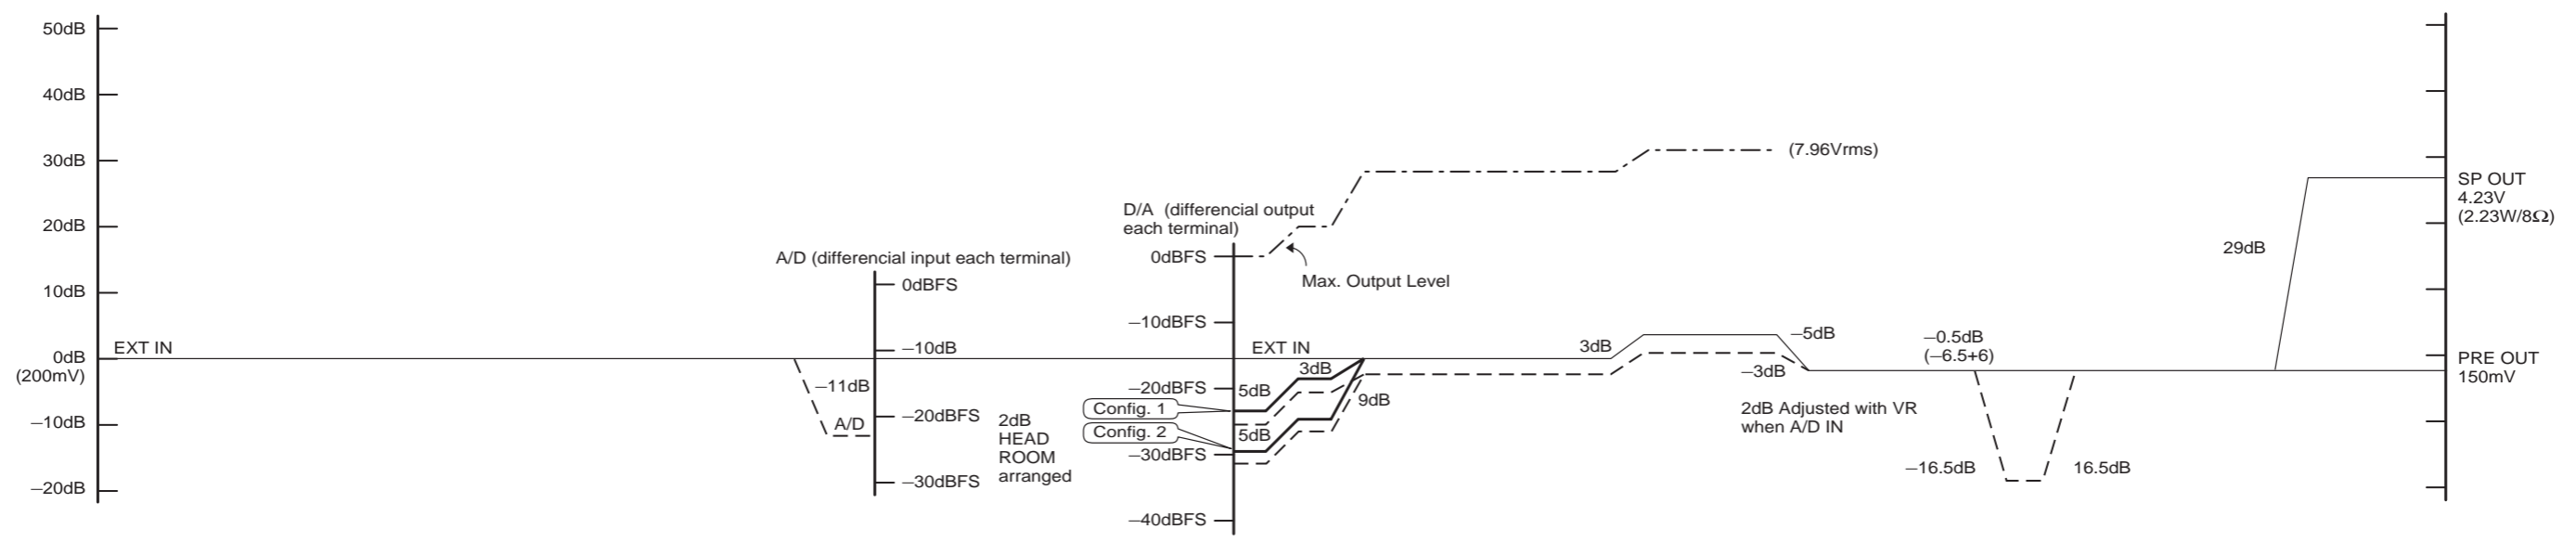 50dB
40dB
30dB
20dB
10dB
0dB
(200mV)
−10dB
−20dB
EXT IN
A/D (differencial input each terminal)
0dBFS
−10dB
−20dBFS
−30dBFS
−11dB
A/D
2dB
HEAD
ROOM
arranged
D/A (differencial output
each terminal)
0dBFS
−10dBFS
−20dBFS
−30dBFS
−40dBFS
Max. Output Level
EXT IN
3dB
5dB
Config. 1
Config. 2
5dB
9dB
(7.96Vrms)
3dB
−5dB
−3dB
2dB Adjusted with VR
when A/D IN
−0.5dB
(−6.5+6)
−16.5dB
16.5dB
29dB
SP OUT
4.23V
(2.23W/8Ω)
PRE OUT
150mV